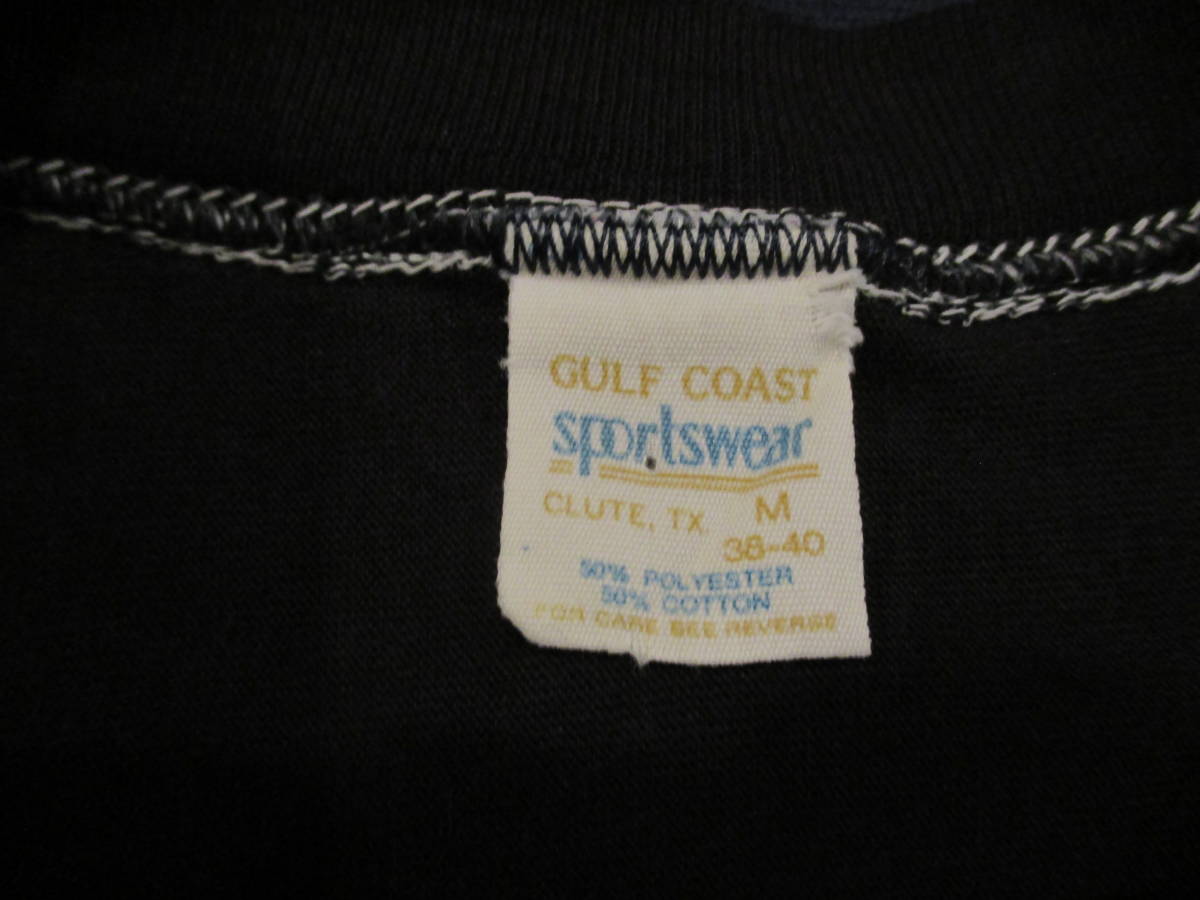 GULF COAST
sportswear
CLUTE, TX. M
38-40
50% POLYESTER
50% COTTON
FOR CARE SEE REVERSE